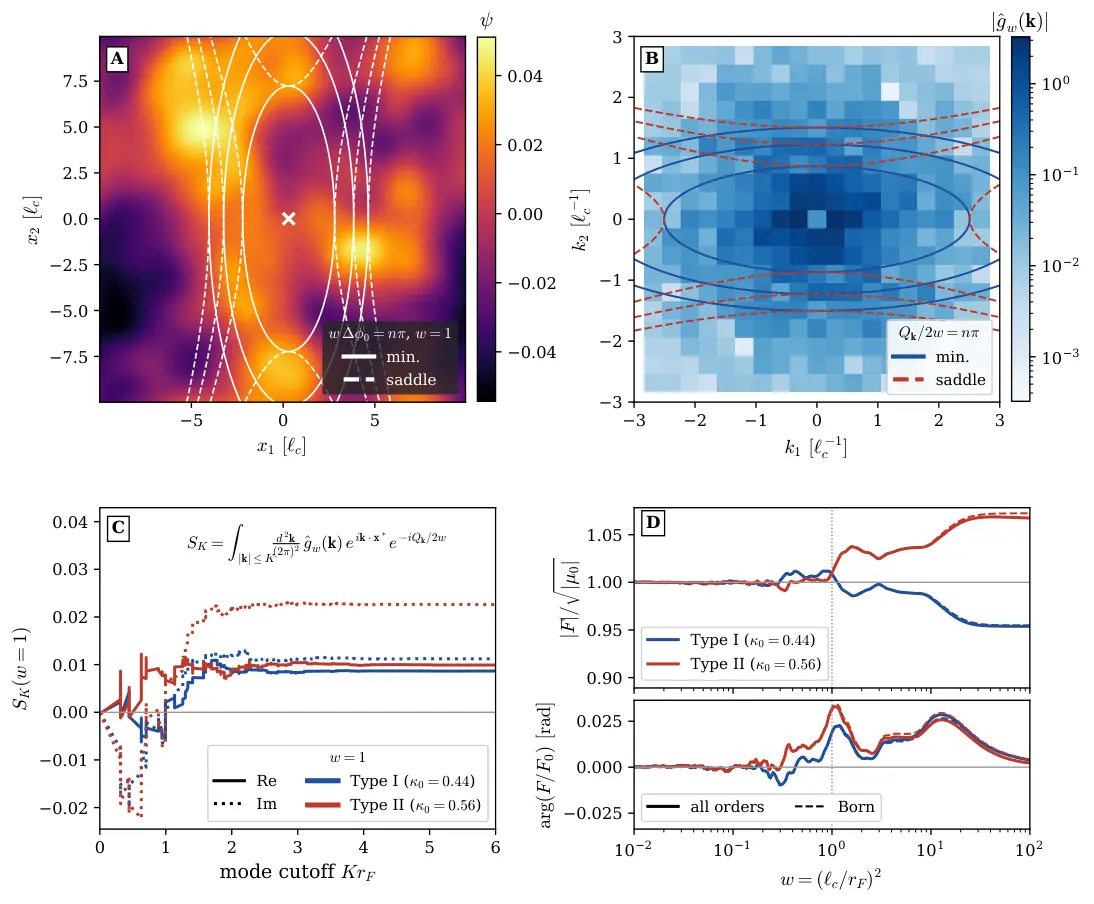 A
ψ
0.04
0.02
0.00
−0.02
−0.04
7.5
5.0
2.5
0.0
−2.5
−5.0
−7.5
x₂ [ℓ_c]
−5
0
5
x₁ [ℓ_c]
w Δϕ₀ = nπ, w = 1
min.
saddle
B
|ĝ_w(𝐤)|
10⁰
10⁻¹
10⁻²
10⁻³
3
2
1
0
−1
−2
−3
k₂ [ℓ_c⁻¹]
−3
−2
−1
0
1
2
3
k₁ [ℓ_c⁻¹]
Q_𝐤/2w = nπ
min.
saddle
C
S_K = ∫_{|𝐤| ≤ K} d²𝐤/(2π)² ĝ_w(𝐤) e^{i𝐤·𝐱*} e^{−iQ_𝐤/2w}
0.04
0.03
0.02
0.01
0.00
−0.01
−0.02
S_K(w = 1)
w = 1
Re
Im
Type I (κ₀ = 0.44)
Type II (κ₀ = 0.56)
0
1
2
3
4
5
6
mode cutoff Kr_F
D
1.05
1.00
0.95
0.90
|F|/√|μ₀|
Type I (κ₀ = 0.44)
Type II (κ₀ = 0.56)
0.025
0.000
−0.025
arg(F/F₀) [rad]
all orders
Born
10⁻²
10⁻¹
10⁰
10¹
10²
w = (ℓ_c/r_F)²